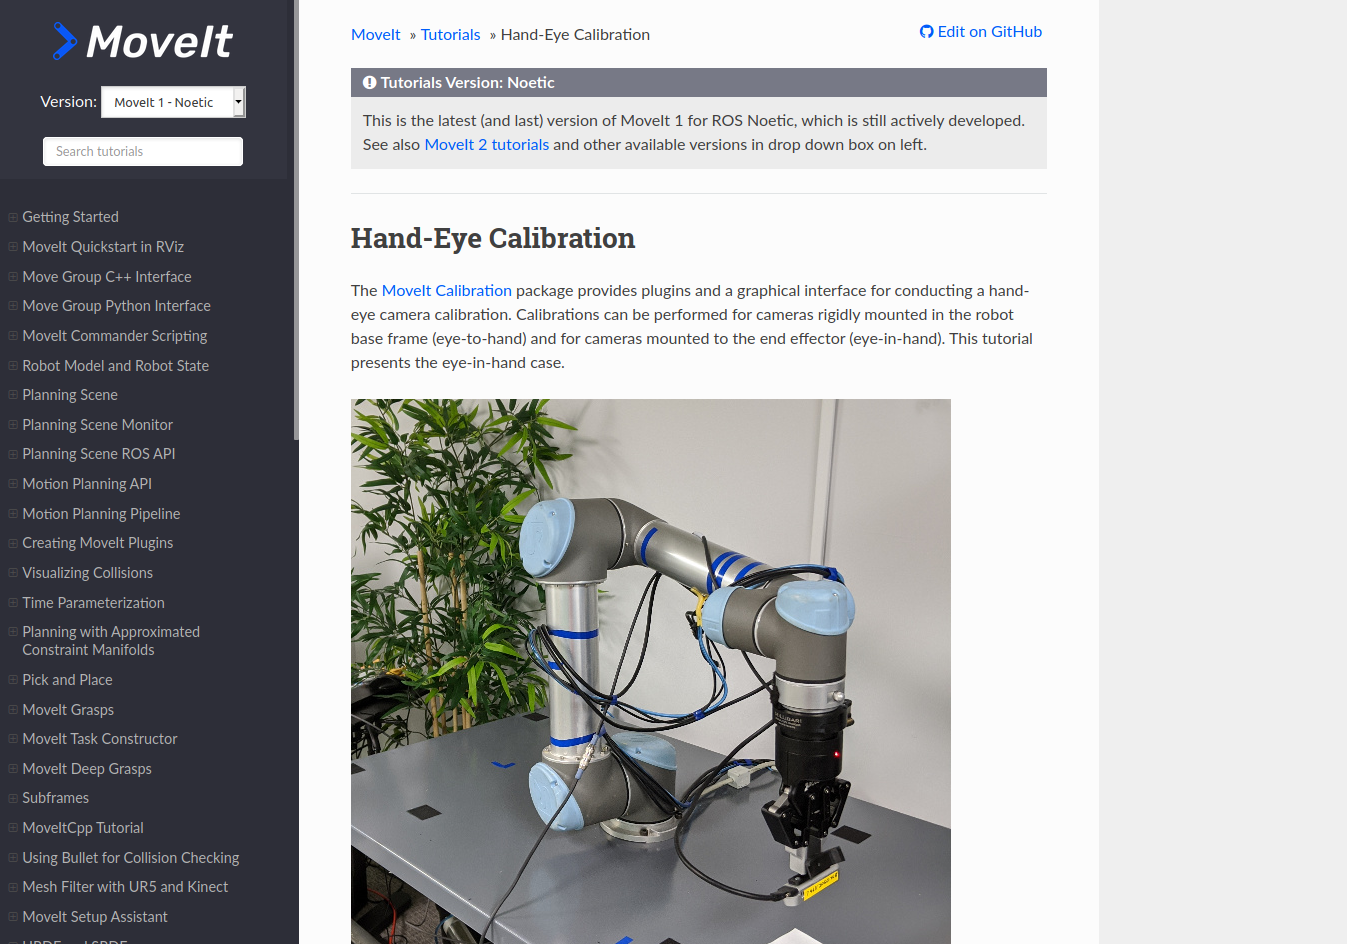 MoveIt
Version: MoveIt 1 - Noetic
Search tutorials
Getting Started
MoveIt Quickstart in RViz
Move Group C++ Interface
Move Group Python Interface
MoveIt Commander Scripting
Robot Model and Robot State
Planning Scene
Planning Scene Monitor
Planning Scene ROS API
Motion Planning API
Motion Planning Pipeline
Creating MoveIt Plugins
Visualizing Collisions
Time Parameterization
Planning with Approximated
Constraint Manifolds
Pick and Place
MoveIt Grasps
MoveIt Task Constructor
MoveIt Deep Grasps
Subframes
MoveItCpp Tutorial
Using Bullet for Collision Checking
Mesh Filter with UR5 and Kinect
MoveIt Setup Assistant
MoveIt » Tutorials » Hand-Eye Calibration
Edit on GitHub
Tutorials Version: Noetic
This is the latest (and last) version of MoveIt 1 for ROS Noetic, which is still actively developed.
See also MoveIt 2 tutorials and other available versions in drop down box on left.
Hand-Eye Calibration
The MoveIt Calibration package provides plugins and a graphical interface for conducting a hand-
eye camera calibration. Calibrations can be performed for cameras rigidly mounted in the robot
base frame (eye-to-hand) and for cameras mounted to the end effector (eye-in-hand). This tutorial
presents the eye-in-hand case.